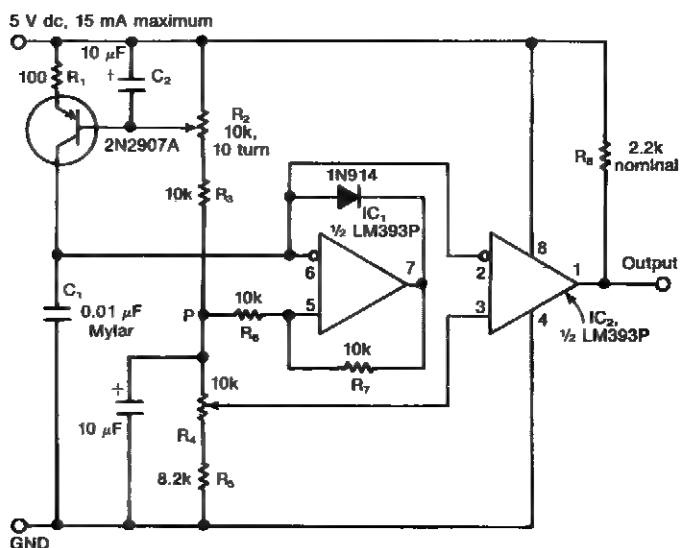 5 V dc, 15 mA maximum
10 μF
+
C2
100
R1
2N2907A
R2
10k,
10 turn
10k
R3
2.2k
nominal
R8
1N914
IC1
½ LM393P
6
7
5
8
2
1
3
4
Output
IC2,
½ LM393P
C1
0.01 μF
Mylar
P
10k
R6
10k
R7
+
10 μF
10k
R4
8.2k
R5
GND